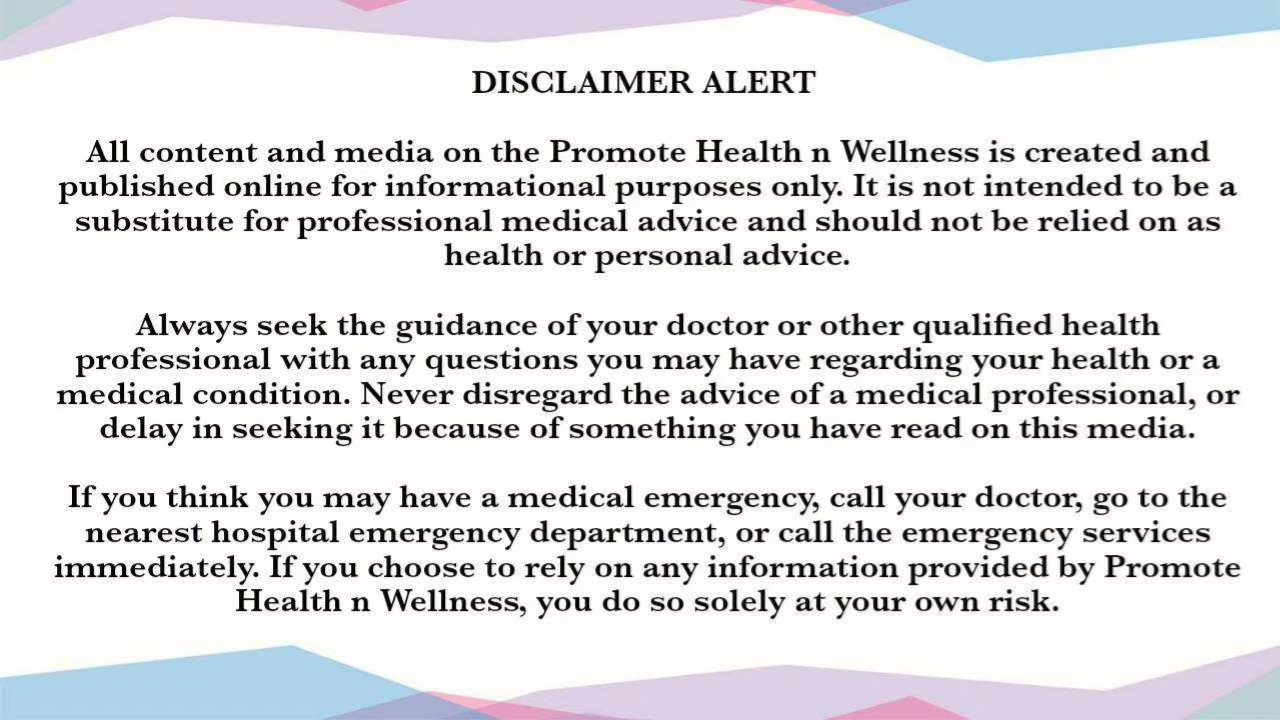 DISCLAIMER ALERT
All content and media on the Promote Health n Wellness is created and
published online for informational purposes only. It is not intended to be a
substitute for professional medical advice and should not be relied on as
health or personal advice.
Always seek the guidance of your doctor or other qualified health
professional with any questions you may have regarding your health or a
medical condition. Never disregard the advice of a medical professional, or
delay in seeking it because of something you have read on this media.
If you think you may have a medical emergency, call your doctor, go to the
nearest hospital emergency department, or call the emergency services
immediately. If you choose to rely on any information provided by Promote
Health n Wellness, you do so solely at your own risk.